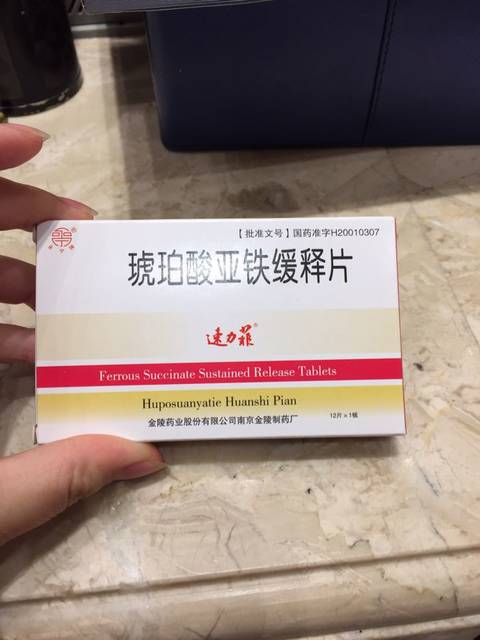 【批准文号】国药准字H20010307
琥珀酸亚铁缓释片
速力菲®
Ferrous Succinate Sustained Release Tablets
Huposuanyatie Huanshi Pian
金陵药业股份有限公司南京金陵制药厂
12片×1板